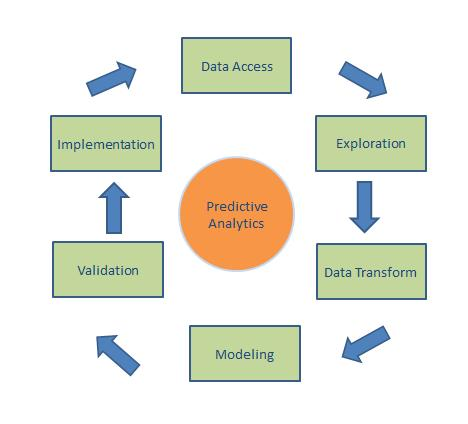 Data Access
Exploration
Data Transform
Modeling
Validation
Implementation
Predictive
Analytics